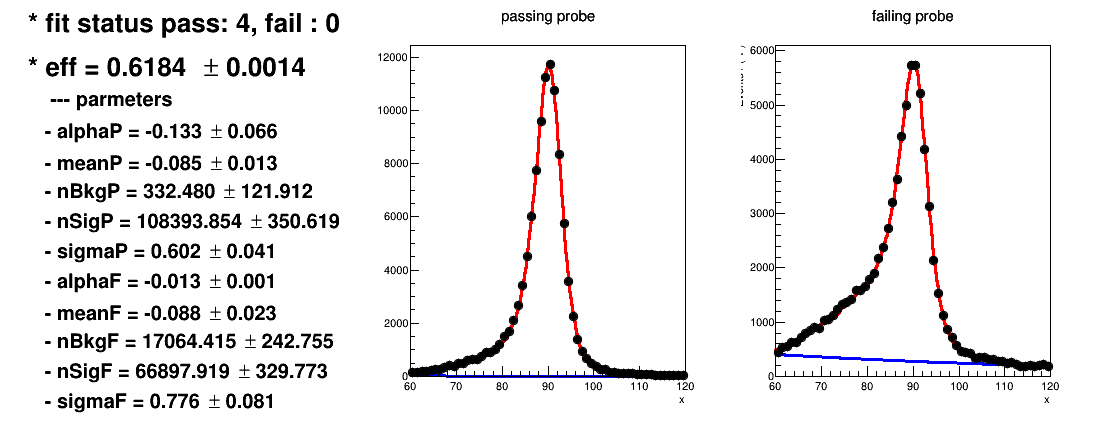 * fit status pass: 4, fail : 0
* eff = 0.6184 ± 0.0014
--- parmeters
- alphaP = -0.133 ± 0.066
- meanP = -0.085 ± 0.013
- nBkgP = 332.480 ± 121.912
- nSigP = 108393.854 ± 350.619
- sigmaP = 0.602 ± 0.041
- alphaF = -0.013 ± 0.001
- meanF = -0.088 ± 0.023
- nBkgF = 17064.415 ± 242.755
- nSigF = 66897.919 ± 329.773
- sigmaF = 0.776 ± 0.081
passing probe
12000
10000
8000
6000
4000
2000
0
60 70 80 90 100 110 120
x
failing probe
6000
5000
4000
3000
2000
1000
0
60 70 80 90 100 110 120
x